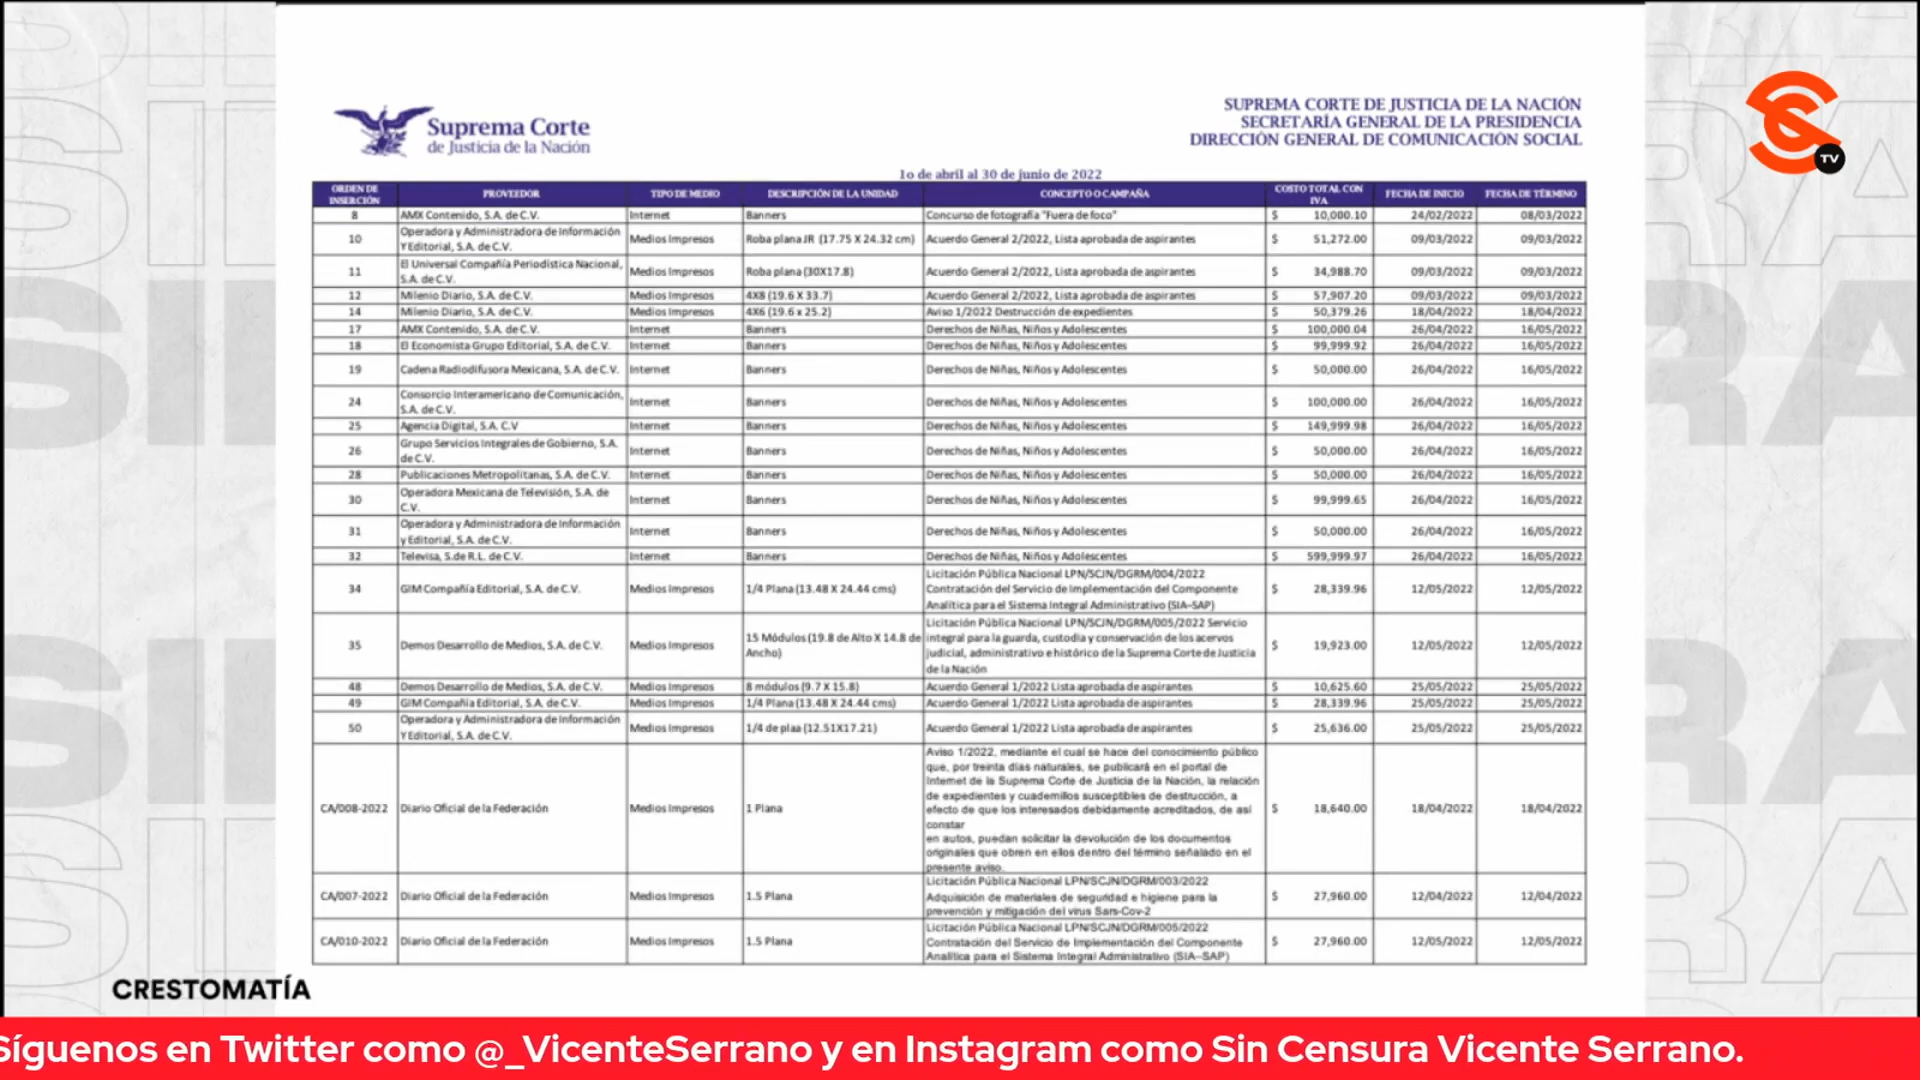 SUPREMA CORTE DE JUSTICIA DE LA NACIÓN
SECRETARÍA GENERAL DE LA PRESIDENCIA
DIRECCIÓN GENERAL DE COMUNICACIÓN SOCIAL
Suprema Corte
de Justicia de la Nación
TV
1o de abril al 30 de junio de 2022
ORDEN DE INSERCIÓN PROVEEDOR TIPO DE MEDIO DESCRIPCIÓN DE LA UNIDAD CONCEPTO O CAMPAÑA COSTO TOTAL CON IVA FECHA DE INICIO FECHA DE TÉRMINO
8 AMX Contenido, S.A. de C.V. Internet Banners Concurso de fotografía "Fuera de foco" $ 10,000.10 24/02/2022 08/03/2022
10 Operadora y Administradora de Información Y Editorial, S.A. de C.V. Medios Impresos Roba plana JR (17.75 X 24.32 cm) Acuerdo General 2/2022, Lista aprobada de aspirantes $ 51,272.00 09/03/2022 09/03/2022
11 El Universal Compañía Periodística Nacional, S.A. de C.V. Medios Impresos Roba plana (30X17.8) Acuerdo General 2/2022, Lista aprobada de aspirantes $ 34,988.70 09/03/2022 09/03/2022
12 Milenio Diario, S.A. de C.V. Medios Impresos 4X8 (19.6 X 33.7) Acuerdo General 2/2022, Lista aprobada de aspirantes $ 57,907.20 09/03/2022 09/03/2022
14 Milenio Diario, S.A. de C.V. Medios Impresos 4X6 (19.6 x 25.2) Aviso 1/2022 Destrucción de expedientes $ 50,379.26 18/04/2022 18/04/2022
17 AMX Contenido, S.A. de C.V. Internet Banners Derechos de Niñas, Niños y Adolescentes $ 100,000.04 26/04/2022 16/05/2022
18 El Economista Grupo Editorial, S.A. de C.V. Internet Banners Derechos de Niñas, Niños y Adolescentes $ 99,999.92 26/04/2022 16/05/2022
19 Cadena Radiodifusora Mexicana, S.A. de C.V. Internet Banners Derechos de Niñas, Niños y Adolescentes $ 50,000.00 26/04/2022 16/05/2022
24 Consorcio Interamericano de Comunicación, S.A. de C.V. Internet Banners Derechos de Niñas, Niños y Adolescentes $ 100,000.00 26/04/2022 16/05/2022
25 Agencia Digital, S.A. C.V Internet Banners Derechos de Niñas, Niños y Adolescentes $ 149,999.98 26/04/2022 16/05/2022
26 Grupo Servicios Integrales de Gobierno, S.A. de C.V. Internet Banners Derechos de Niñas, Niños y Adolescentes $ 50,000.00 26/04/2022 16/05/2022
28 Publicaciones Metropolitanas, S.A. de C.V. Internet Banners Derechos de Niñas, Niños y Adolescentes $ 50,000.00 26/04/2022 16/05/2022
30 Operadora Mexicana de Televisión, S.A. de C.V. Internet Banners Derechos de Niñas, Niños y Adolescentes $ 99,999.65 26/04/2022 16/05/2022
31 Operadora y Administradora de Información y Editorial, S.A. de C.V. Internet Banners Derechos de Niñas, Niños y Adolescentes $ 50,000.00 26/04/2022 16/05/2022
32 Televisa, S. de R.L. de C.V. Internet Banners Derechos de Niñas, Niños y Adolescentes $ 599,999.97 26/04/2022 16/05/2022
34 GIM Compañía Editorial, S.A. de C.V. Medios Impresos 1/4 Plana (13.48 X 24.44 cms) Licitación Pública Nacional LPN/SCJN/DGRM/004/2022 Contratación del Servicio de Implementación del Componente Analítica para el Sistema Integral Administrativo (SIA-SAP) $ 28,339.96 12/05/2022 12/05/2022
35 Demos Desarrollo de Medios, S.A. de C.V. Medios Impresos 15 Módulos (19.8 de Alto X 14.8 de Ancho) Licitación Pública Nacional LPN/SCJN/DGRM/005/2022 Servicio integral para la guarda, custodia y conservación de los acervos judicial, administrativo e histórico de la Suprema Corte de Justicia de la Nación $ 19,923.00 12/05/2022 12/05/2022
48 Demos Desarrollo de Medios, S.A. de C.V. Medios Impresos 8 módulos (9.7 X 15.8) Acuerdo General 1/2022 Lista aprobada de aspirantes $ 10,625.60 25/05/2022 25/05/2022
49 GIM Compañía Editorial, S.A. de C.V. Medios Impresos 1/4 Plana (13.48 X 24.44 cms) Acuerdo General 1/2022 Lista aprobada de aspirantes $ 28,339.96 25/05/2022 25/05/2022
50 Operadora y Administradora de Información Y Editorial, S.A. de C.V. Medios Impresos 1/4 de plaa (12.51X17.21) Acuerdo General 1/2022 Lista aprobada de aspirantes $ 25,636.00 25/05/2022 25/05/2022
CA/008-2022 Diario Oficial de la Federación Medios Impresos 1 Plana Aviso 1/2022, mediante el cual se hace del conocimiento público que, por treinta días naturales, se publicará en el portal de Internet de la Suprema Corte de Justicia de la Nación, la relación de expedientes y cuadernillos susceptibles de destrucción, a efecto de que los interesados debidamente acreditados, de así constar en autos, puedan solicitar la devolución de los documentos originales que obren en ellos dentro del término señalado en el presente aviso. $ 18,640.00 18/04/2022 18/04/2022
CA/007-2022 Diario Oficial de la Federación Medios Impresos 1.5 Plana Licitación Pública Nacional LPN/SCJN/DGRM/003/2022 Adquisición de materiales de seguridad e higiene para la prevención y mitigación del virus Sars-Cov-2 $ 27,960.00 12/04/2022 12/04/2022
CA/010-2022 Diario Oficial de la Federación Medios Impresos 1.5 Plana Licitación Pública Nacional LPN/SCJN/DGRM/005/2022 Contratación del Servicio de Implementación del Componente Analítica para el Sistema Integral Administrativo (SIA-SAP) $ 27,960.00 12/05/2022 12/05/2022
CRESTOMATÍA
Síguenos en Twitter como @_VicenteSerrano y en Instagram como Sin Censura Vicente Serrano.